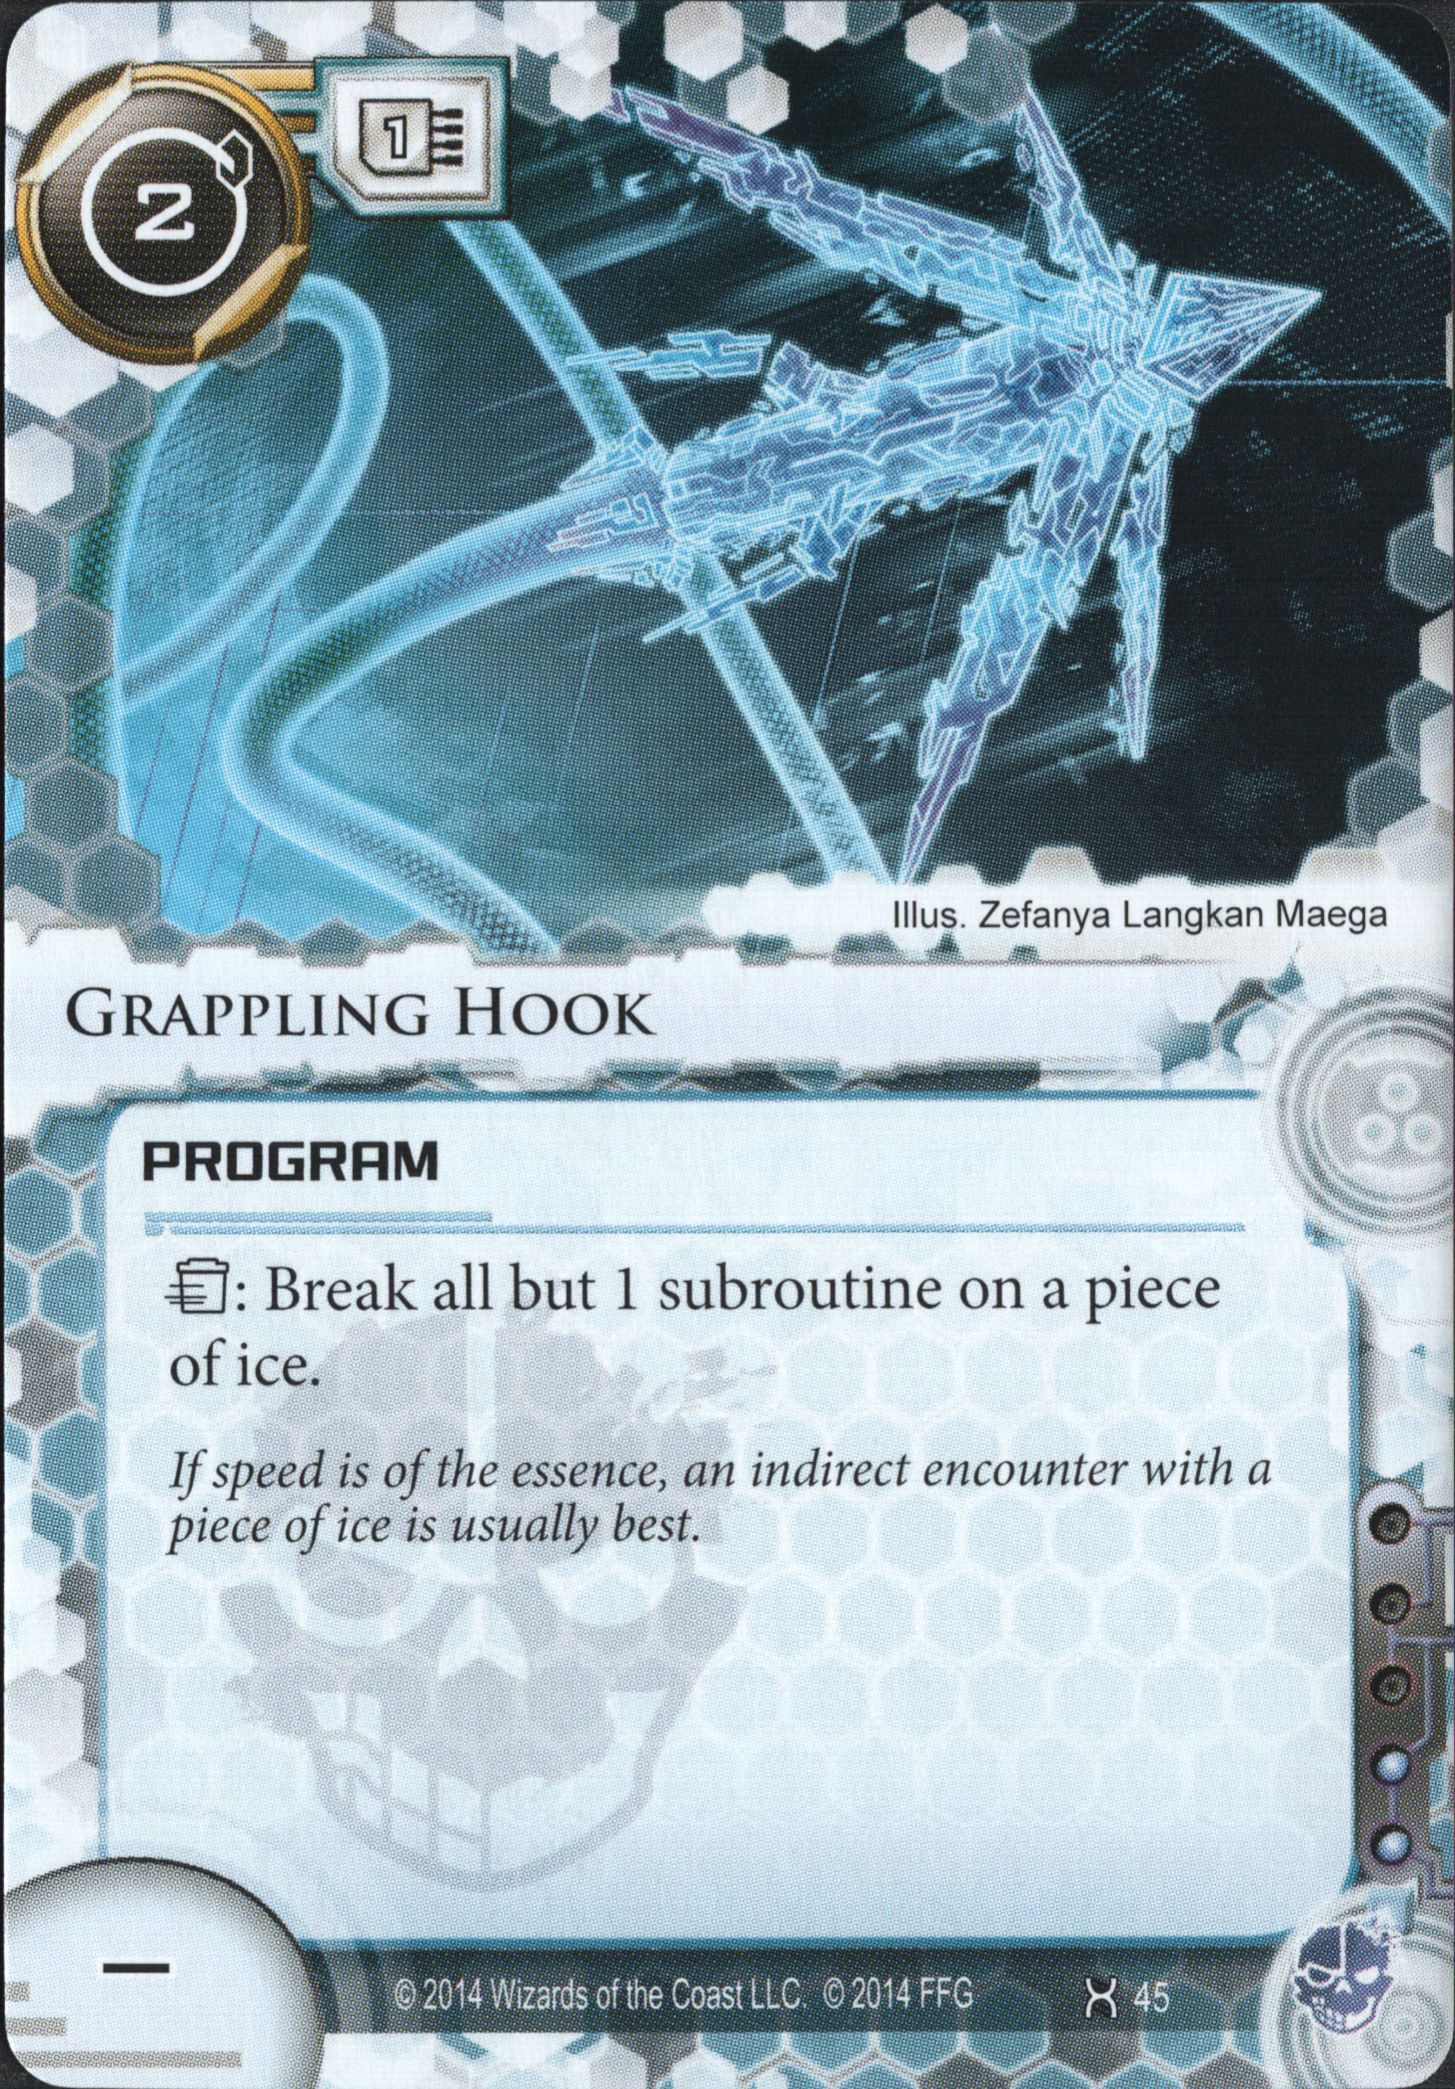 2
1
Illus. Zefanya Langkan Maega
GRAPPLING HOOK
PROGRAM
: Break all but 1 subroutine on a piece
of ice.
If speed is of the essence, an indirect encounter with a
piece of ice is usually best.
–
© 2014 Wizards of the Coast LLC. © 2014 FFG 45